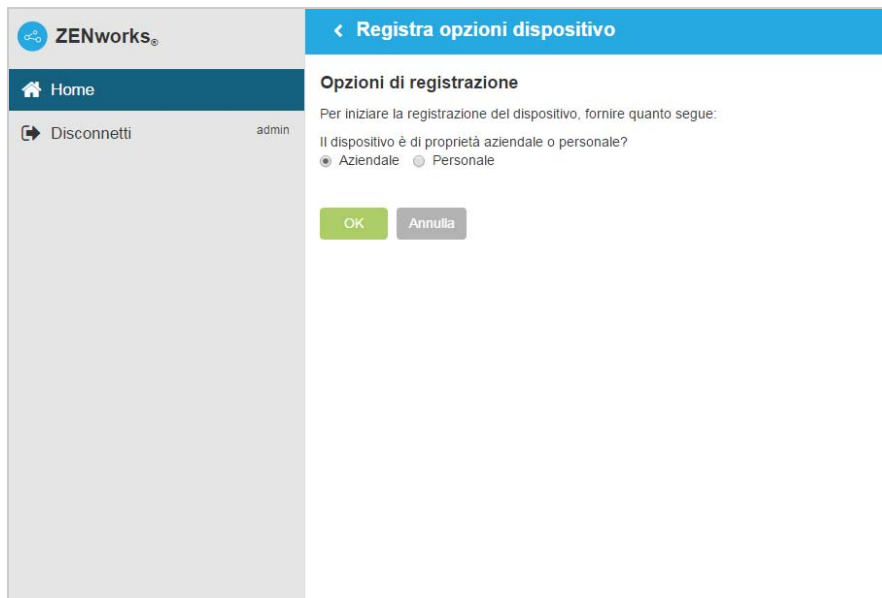 ZENworks®
Home
Disconnetti admin
Registra opzioni dispositivo
Opzioni di registrazione
Per iniziare la registrazione del dispositivo, fornire quanto segue:
Il dispositivo è di proprietà aziendale o personale?
Aziendale Personale
OK Annulla